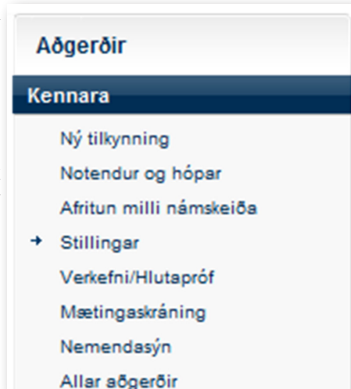 Aðgerðir
Kennara
Ný tilkynning
Notendur og hópar
Afritun milli námskeiða
Stillingar
Verkefni/Hlutapróf
Mætingaskráning
Nemendasýn
Allar aðgerðir